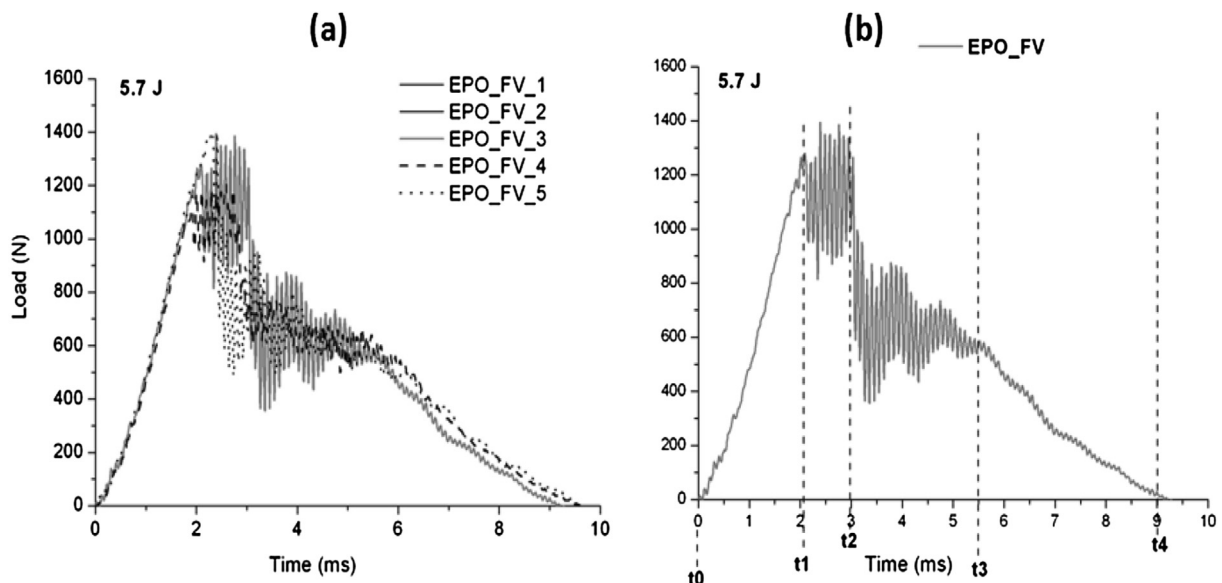 (a)
5.7 J
EPO_FV_1
EPO_FV_2
EPO_FV_3
EPO_FV_4
EPO_FV_5
Load (N)
1600
1400
1200
1000
800
600
400
200
0
0 2 4 6 8 10
Time (ms)
(b)
EPO_FV
5.7 J
1600
1400
1200
1000
800
600
400
200
0
0 1 2 3 4 5 6 7 8 9 10
Time (ms)
t0 t1 t2 t3 t4